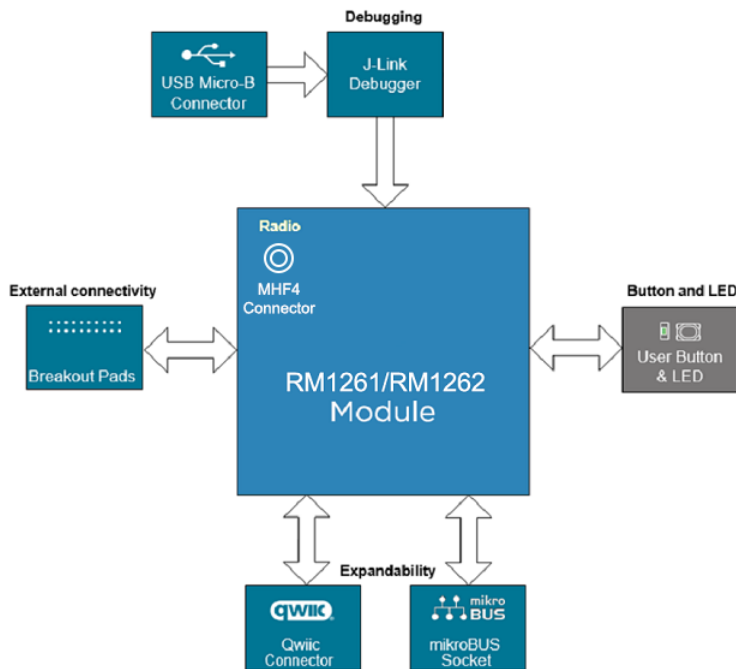 Debugging
USB Micro-B
Connector
J-Link
Debugger
Radio
MHF4
Connector
External connectivity
Breakout Pads
RM1261/RM1262
Module
Button and LED
User Button
& LED
Expandability
qwiic
Qwiic
Connector
mikro
BUS
mikroBUS
Socket